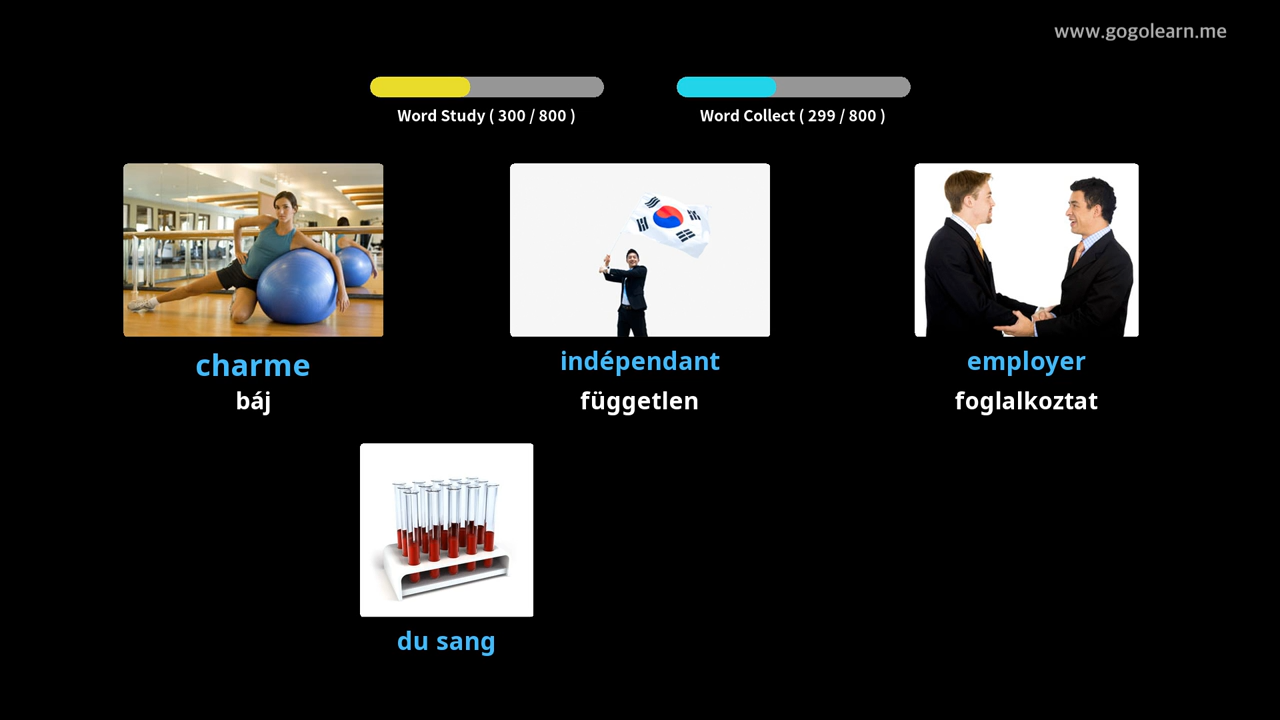 www.gogolearn.me
Word Study ( 300 / 800 )
Word Collect ( 299 / 800 )
charme
indépendant
employer
báj
független
foglalkoztat
du sang